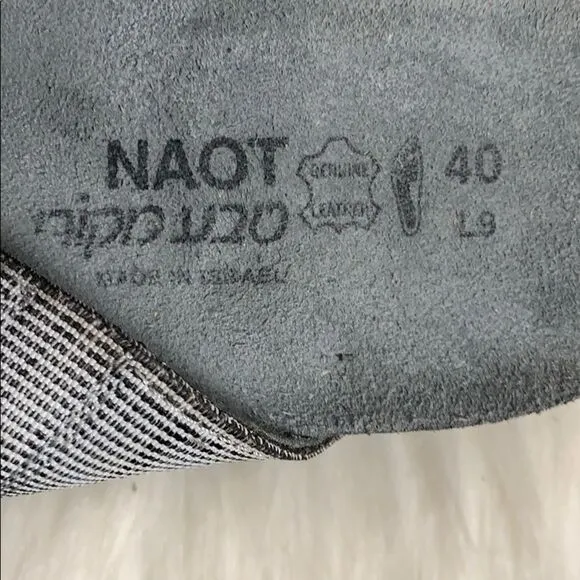 NAOT
MADE IN ISRAEL
GENUINE
LEATHER
40
L9